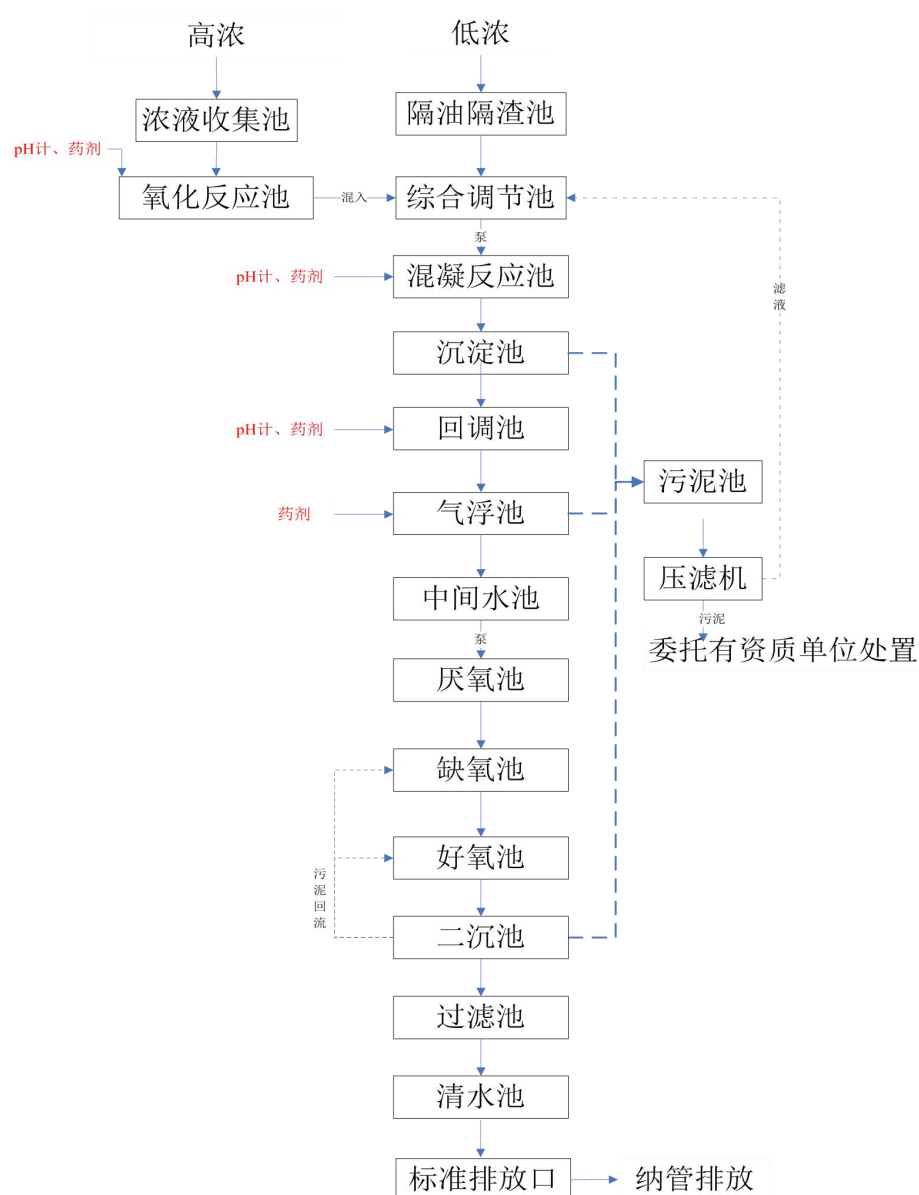 高浓
低浓
浓液收集池
隔油隔渣池
pH计、药剂
氧化反应池
混入
综合调节池
泵
pH计、药剂
混凝反应池
滤液
沉淀池
pH计、药剂
回调池
污泥池
药剂
气浮池
压滤机
中间水池
污泥
泵
委托有资质单位处置
厌氧池
缺氧池
好氧池
污泥回流
二沉池
过滤池
清水池
标准排放口
纳管排放